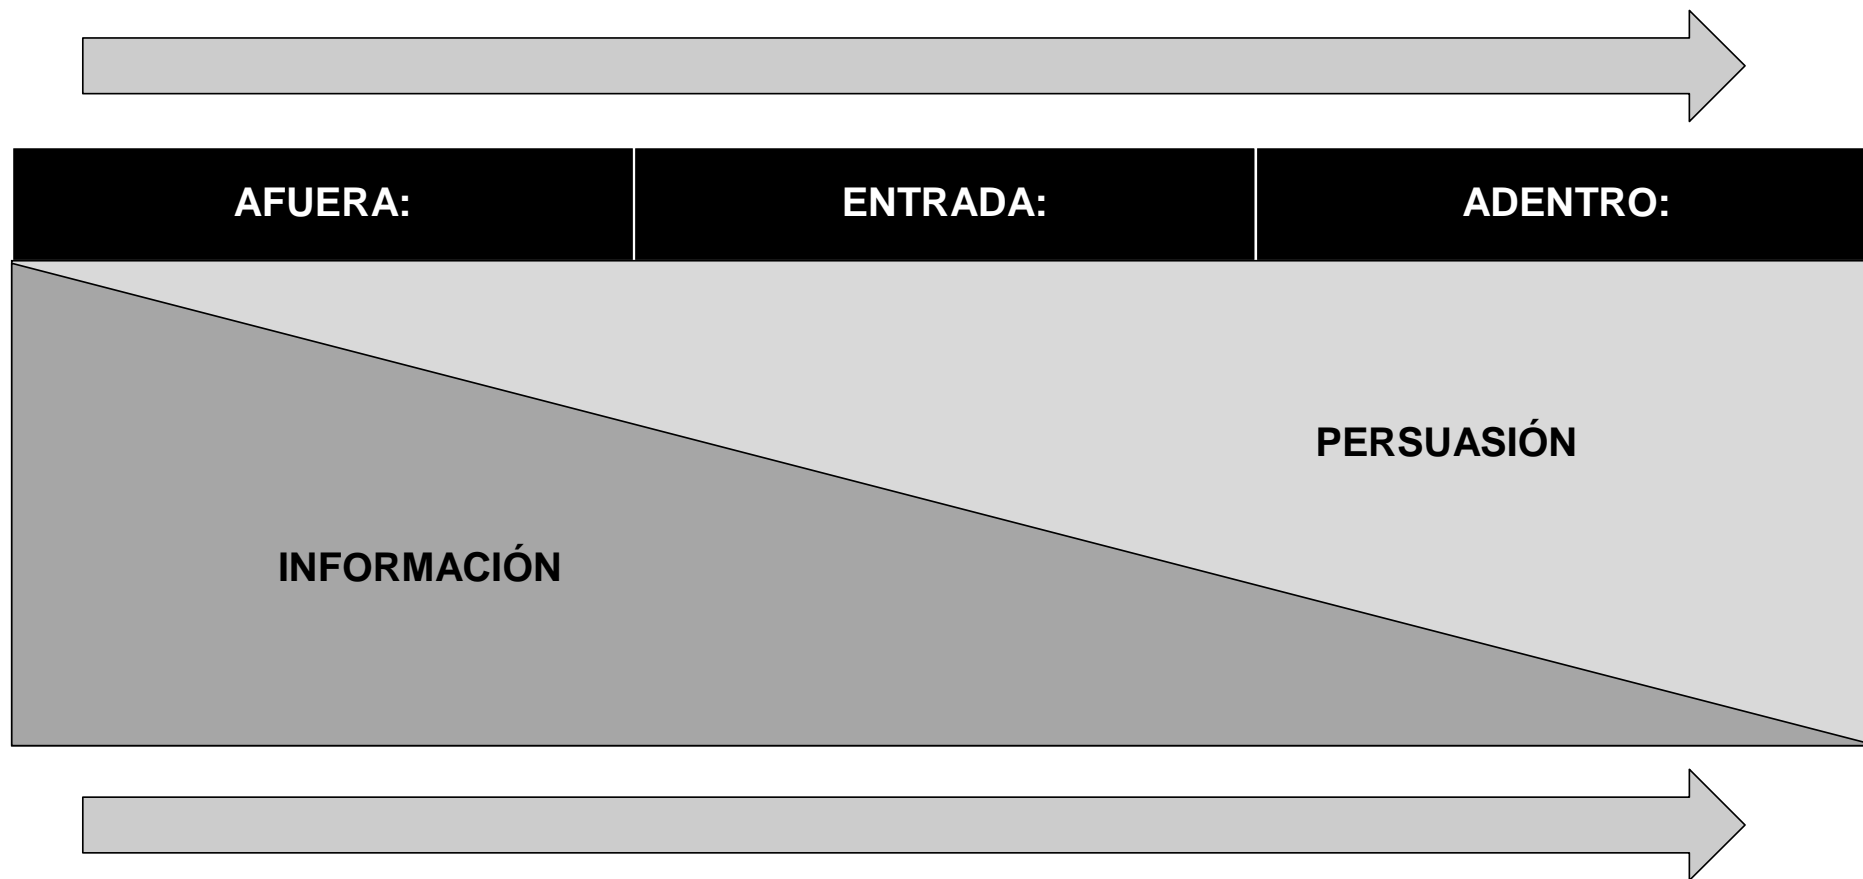 AFUERA:
ENTRADA:
ADENTRO:
PERSUASIÓN
INFORMACIÓN